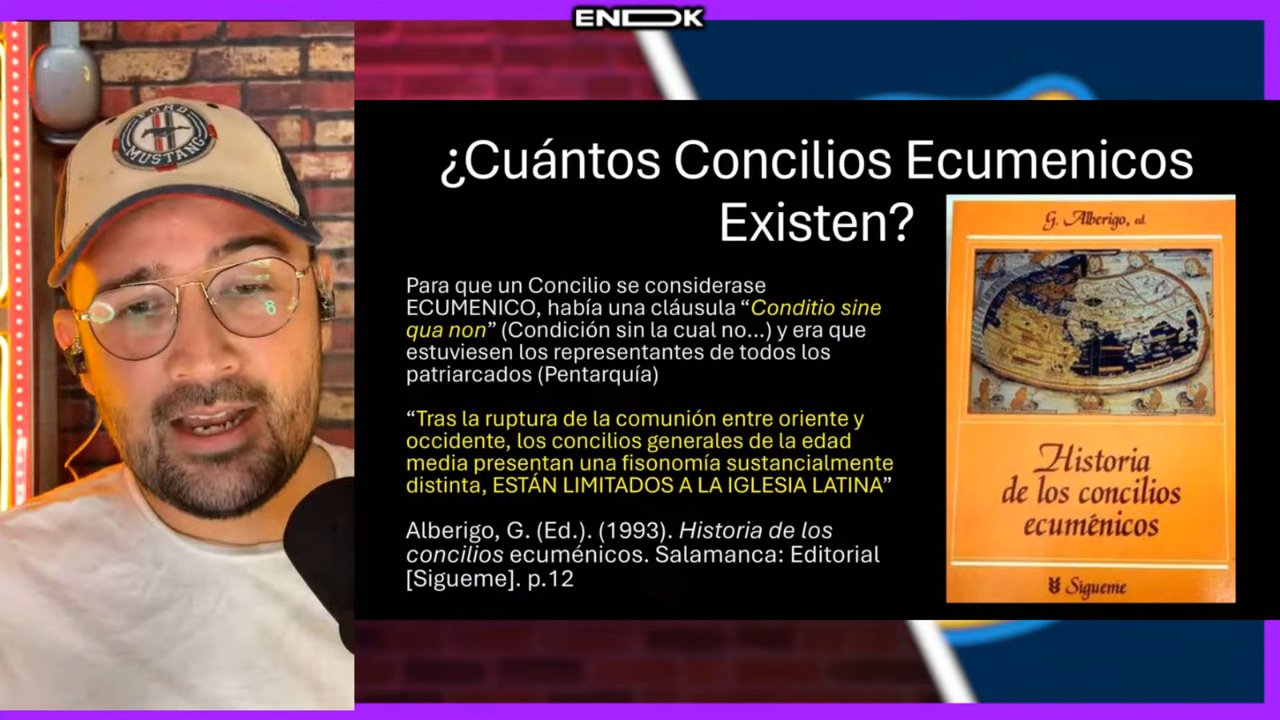 ENDK
FORD
MUSTANG
¿Cuántos Concilios Ecumenicos
Existen?
Para que un Concilio se considerase
ECUMENICO, había una cláusula “Conditio sine
qua non” (Condición sin la cual no...) y era que
estuviesen los representantes de todos los
patriarcados (Pentarquía)
“Tras la ruptura de la comunión entre oriente y
occidente, los concilios generales de la edad
media presentan una fisonomía sustancialmente
distinta, ESTÁN LIMITADOS A LA IGLESIA LATINA”
Alberigo, G. (Ed.). (1993). Historia de los
concilios ecuménicos. Salamanca: Editorial
[Sigueme]. p.12
G. Alberigo, ed.
Historia
de los concilios
ecuménicos
Sígueme